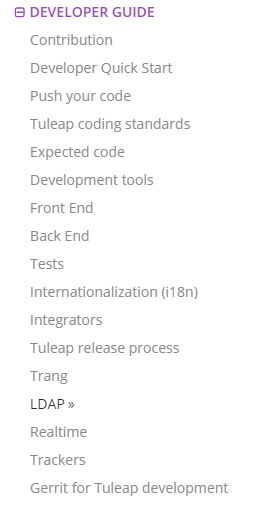 DEVELOPER GUIDE
Contribution
Developer Quick Start
Push your code
Tuleap coding standards
Expected code
Development tools
Front End
Back End
Tests
Internationalization (i18n)
Integrators
Tuleap release process
Trang
LDAP »
Realtime
Trackers
Gerrit for Tuleap development